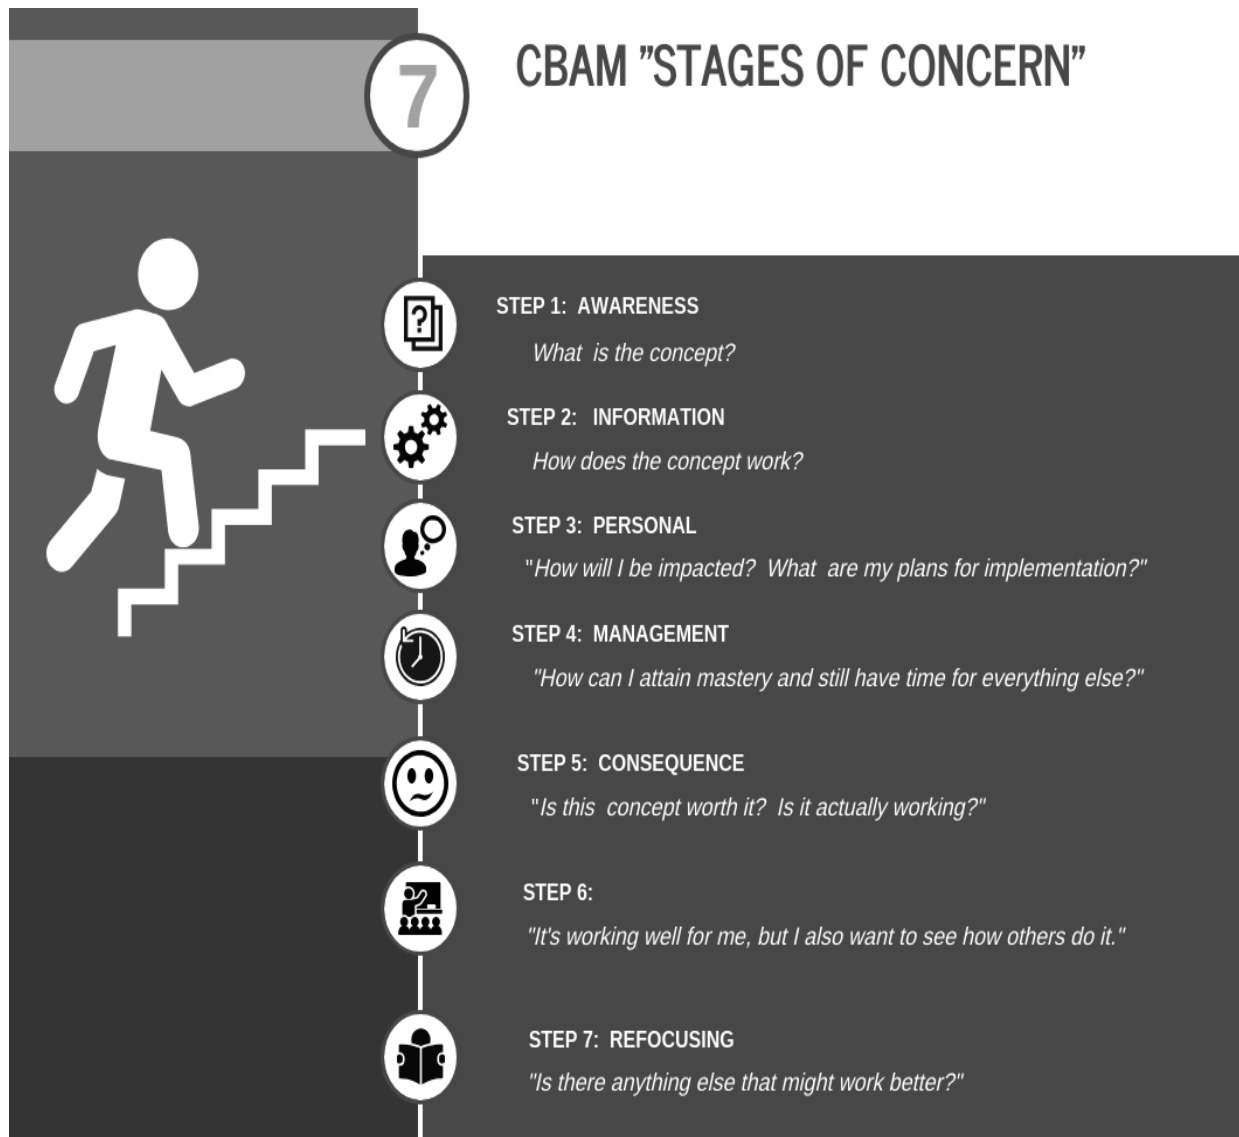 7
CBAM ”STAGES OF CONCERN”
?
STEP 1: AWARENESS
What is the concept?
STEP 2: INFORMATION
How does the concept work?
STEP 3: PERSONAL
"How will I be impacted? What are my plans for implementation?"
STEP 4: MANAGEMENT
"How can I attain mastery and still have time for everything else?"
STEP 5: CONSEQUENCE
"Is this concept worth it? Is it actually working?"
STEP 6:
"It's working well for me, but I also want to see how others do it."
STEP 7: REFOCUSING
"Is there anything else that might work better?"